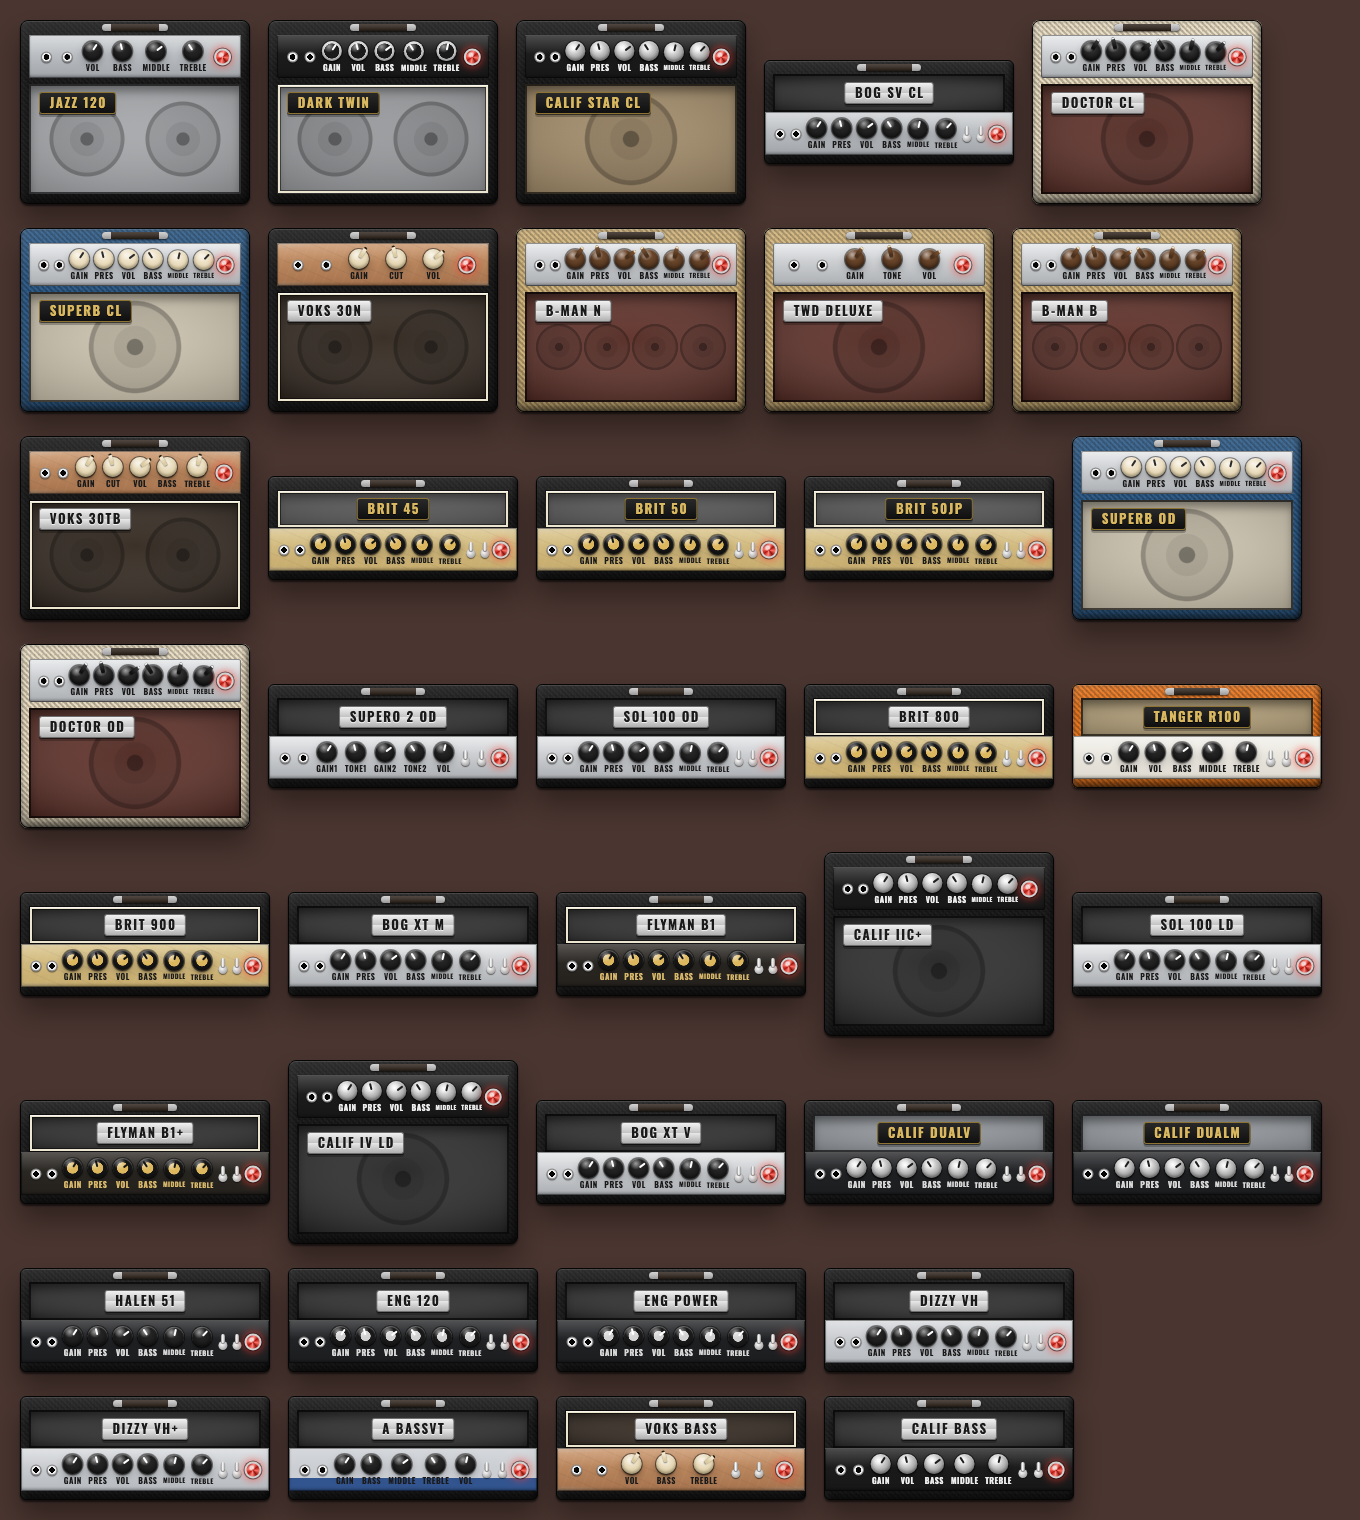 VOL BASS MIDDLE TREBLE
JAZZ 120
GAIN VOL BASS MIDDLE TREBLE
DARK TWIN
GAIN PRES VOL BASS MIDDLE TREBLE
CALIF STAR CL
BOG SV CL
GAIN PRES VOL BASS MIDDLE TREBLE
GAIN PRES VOL BASS MIDDLE TREBLE
DOCTOR CL
GAIN PRES VOL BASS MIDDLE TREBLE
SUPERB CL
GAIN CUT VOL
VOKS 30N
GAIN PRES VOL BASS MIDDLE TREBLE
B-MAN N
GAIN TONE VOL
TWD DELUXE
GAIN PRES VOL BASS MIDDLE TREBLE
B-MAN B
GAIN CUT VOL BASS TREBLE
VOKS 30TB
BRIT 45
GAIN PRES VOL BASS MIDDLE TREBLE
BRIT 50
GAIN PRES VOL BASS MIDDLE TREBLE
BRIT 50JP
GAIN PRES VOL BASS MIDDLE TREBLE
GAIN PRES VOL BASS MIDDLE TREBLE
SUPERB OD
GAIN PRES VOL BASS MIDDLE TREBLE
DOCTOR OD
SUPERO 2 OD
GAIN1 TONE1 GAIN2 TONE2 VOL
SOL 100 OD
GAIN PRES VOL BASS MIDDLE TREBLE
BRIT 800
GAIN PRES VOL BASS MIDDLE TREBLE
TANGER R100
GAIN VOL BASS MIDDLE TREBLE
BRIT 900
GAIN PRES VOL BASS MIDDLE TREBLE
BOG XT M
GAIN PRES VOL BASS MIDDLE TREBLE
FLYMAN B1
GAIN PRES VOL BASS MIDDLE TREBLE
GAIN PRES VOL BASS MIDDLE TREBLE
CALIF IIC+
SOL 100 LD
GAIN PRES VOL BASS MIDDLE TREBLE
FLYMAN B1+
GAIN PRES VOL BASS MIDDLE TREBLE
GAIN PRES VOL BASS MIDDLE TREBLE
CALIF IV LD
BOG XT V
GAIN PRES VOL BASS MIDDLE TREBLE
CALIF DUALV
GAIN PRES VOL BASS MIDDLE TREBLE
CALIF DUALM
GAIN PRES VOL BASS MIDDLE TREBLE
HALEN 51
GAIN PRES VOL BASS MIDDLE TREBLE
ENG 120
GAIN PRES VOL BASS MIDDLE TREBLE
ENG POWER
GAIN PRES VOL BASS MIDDLE TREBLE
DIZZY VH
GAIN PRES VOL BASS MIDDLE TREBLE
DIZZY VH+
GAIN PRES VOL BASS MIDDLE TREBLE
A BASSVT
GAIN BASS MIDDLE TREBLE VOL
VOKS BASS
VOL BASS TREBLE
CALIF BASS
GAIN VOL BASS MIDDLE TREBLE